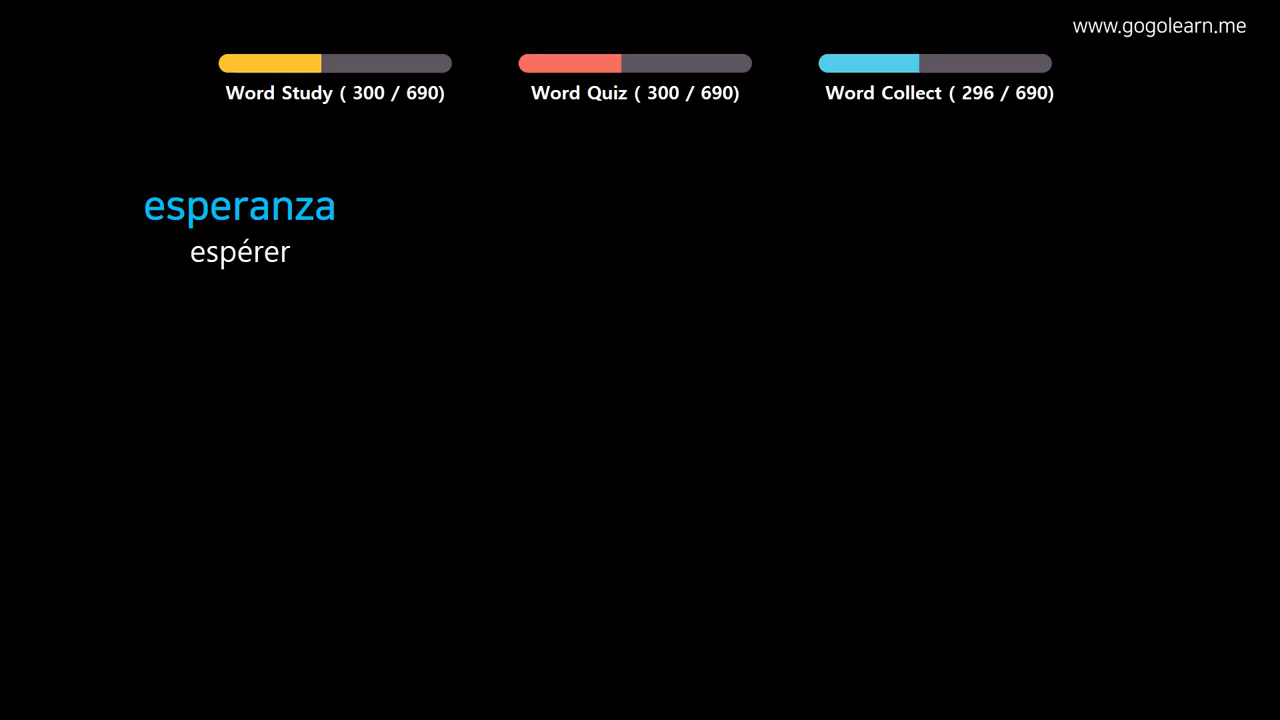 www.gogolearn.me
Word Study ( 300 / 690)
Word Quiz ( 300 / 690)
Word Collect ( 296 / 690)
esperanza
espérer